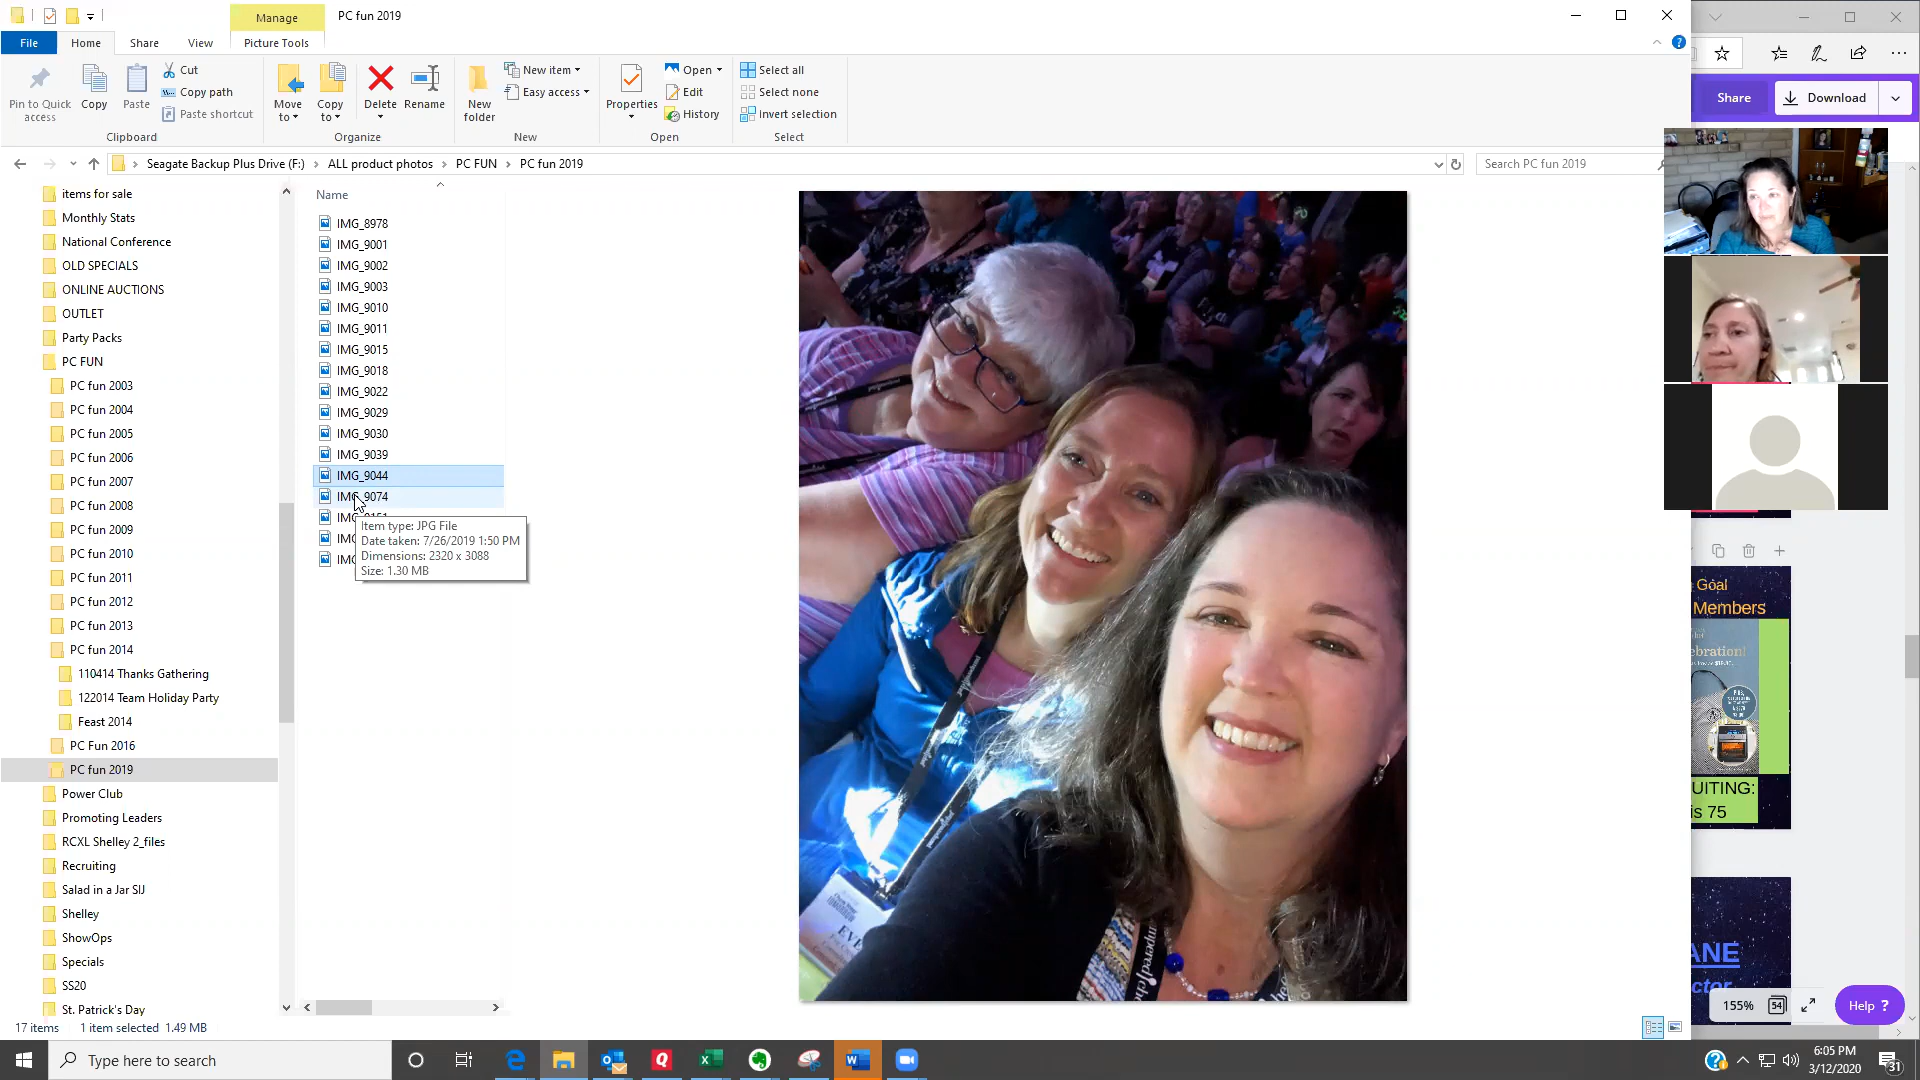 Manage
PC fun 2019
File
Home
Share
View
Picture Tools
Pin to Quick access
Copy
Paste
Cut
Copy path
Paste shortcut
Move to
Copy to
Delete
Rename
New folder
New item
Easy access
Properties
Open
Edit
History
Select all
Select none
Invert selection
Clipboard
Organize
New
Open
Select
Share
Download
Seagate Backup Plus Drive (F:) > ALL product photos > PC FUN > PC fun 2019
Search PC fun 2019
items for sale
Monthly Stats
National Conference
OLD SPECIALS
ONLINE AUCTIONS
OUTLET
Party Packs
PC FUN
PC fun 2003
PC fun 2004
PC fun 2005
PC fun 2006
PC fun 2007
PC fun 2008
PC fun 2009
PC fun 2010
PC fun 2011
PC fun 2012
PC fun 2013
PC fun 2014
110414 Thanks Gathering
122014 Team Holiday Party
Feast 2014
PC Fun 2016
PC fun 2019
Power Club
Promoting Leaders
RCXL Shelley 2_files
Recruiting
Salad in a Jar SIJ
Shelley
ShowOps
Specials
SS20
St. Patrick's Day
Name
IMG_8978
IMG_9001
IMG_9002
IMG_9003
IMG_9010
IMG_9011
IMG_9015
IMG_9018
IMG_9022
IMG_9029
IMG_9030
IMG_9039
IMG_9044
IMG_9074
Item type: JPG File
Date taken: 7/26/2019 1:50 PM
Dimensions: 2320 x 3088
Size: 1.30 MB
Goal
Members
ebration!
UITING:
is 75
ANE
ctor
155%
54
Help ?
17 items
1 item selected 1.49 MB
Type here to search
6:05 PM
3/12/2020
31